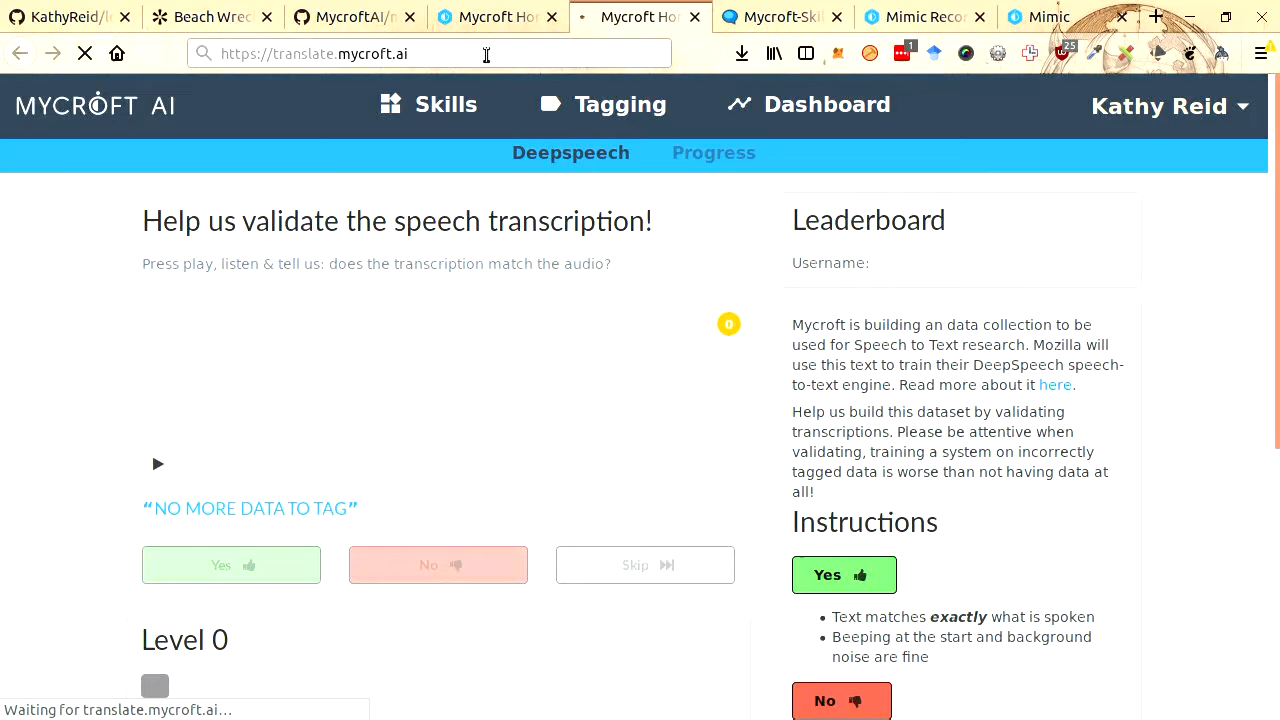 KathyReid/l
Beach Wrec
MycroftAI/m
Mycroft Ho
Mycroft Ho
Mycroft-Skil
Mimic Reco
Mimic
https://translate.mycroft.ai
1
25
MYCROFT AI
Skills
Tagging
Dashboard
Kathy Reid
Deepspeech
Progress
Help us validate the speech transcription!
Press play, listen & tell us: does the transcription match the audio?
0
“NO MORE DATA TO TAG”
Yes
No
Skip
Level 0
Leaderboard
Username:
Mycroft is building an data collection to be
used for Speech to Text research. Mozilla will
use this text to train their DeepSpeech speech-
to-text engine. Read more about it here.
Help us build this dataset by validating
transcriptions. Please be attentive when
validating, training a system on incorrectly
tagged data is worse than not having data at
all!
Instructions
Yes
Text matches exactly what is spoken
Beeping at the start and background
noise are fine
No
Waiting for translate.mycroft.ai…